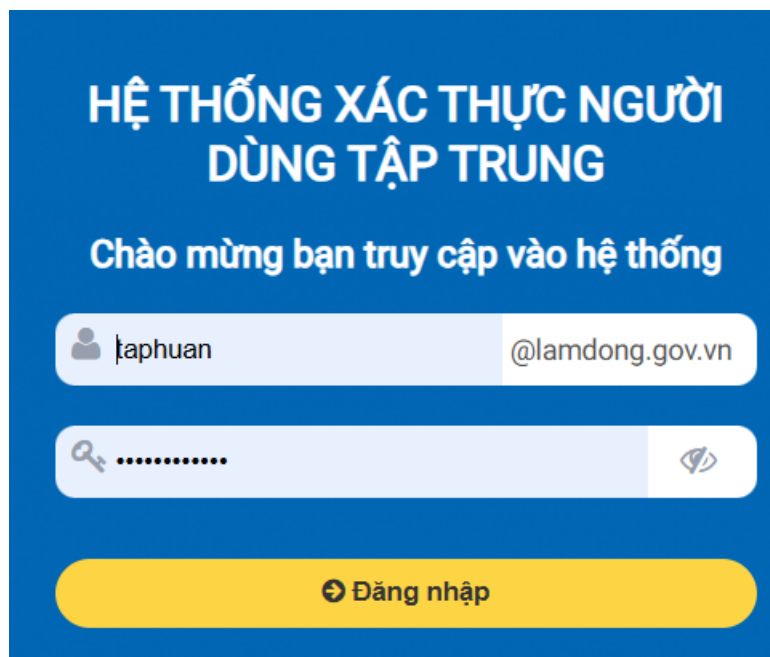 HỆ THỐNG XÁC THỰC NGƯỜI
DÙNG TẬP TRUNG
Chào mừng bạn truy cập vào hệ thống
taphuan @lamdong.gov.vn
••••••••••••
Đăng nhập